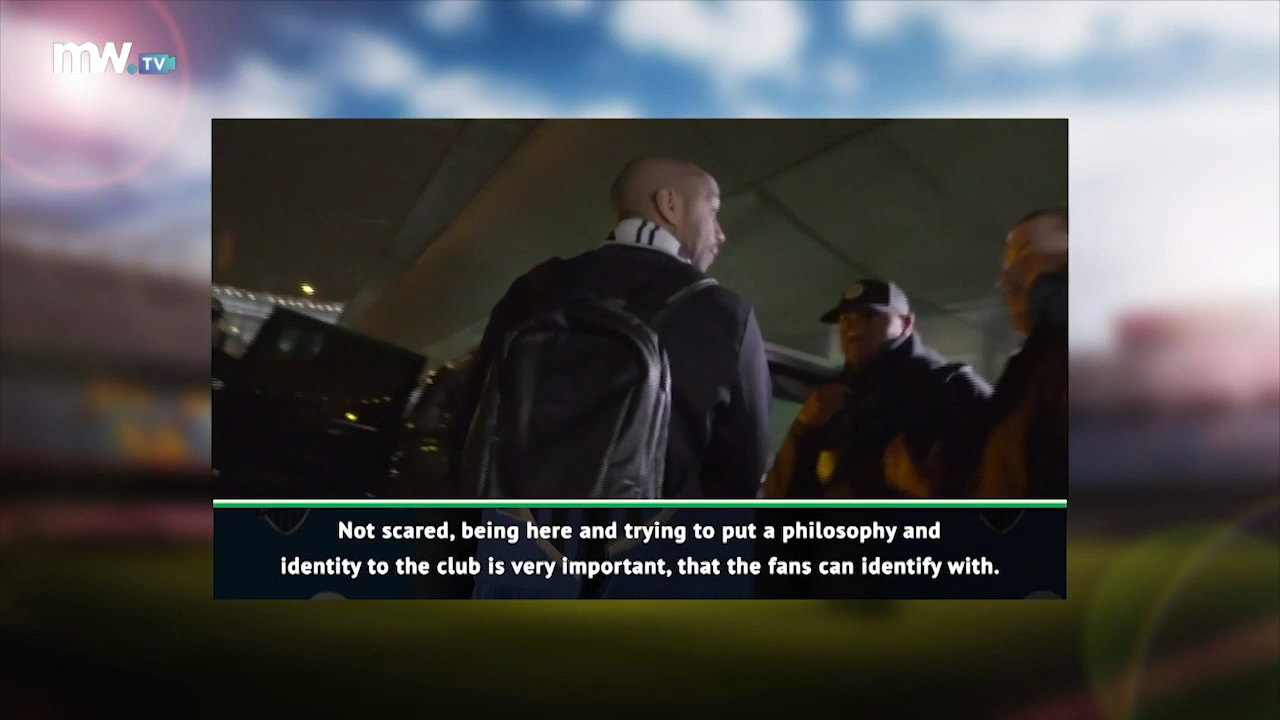 mw.TV
Not scared, being here and trying to put a philosophy and
identity to the club is very important, that the fans can identify with.